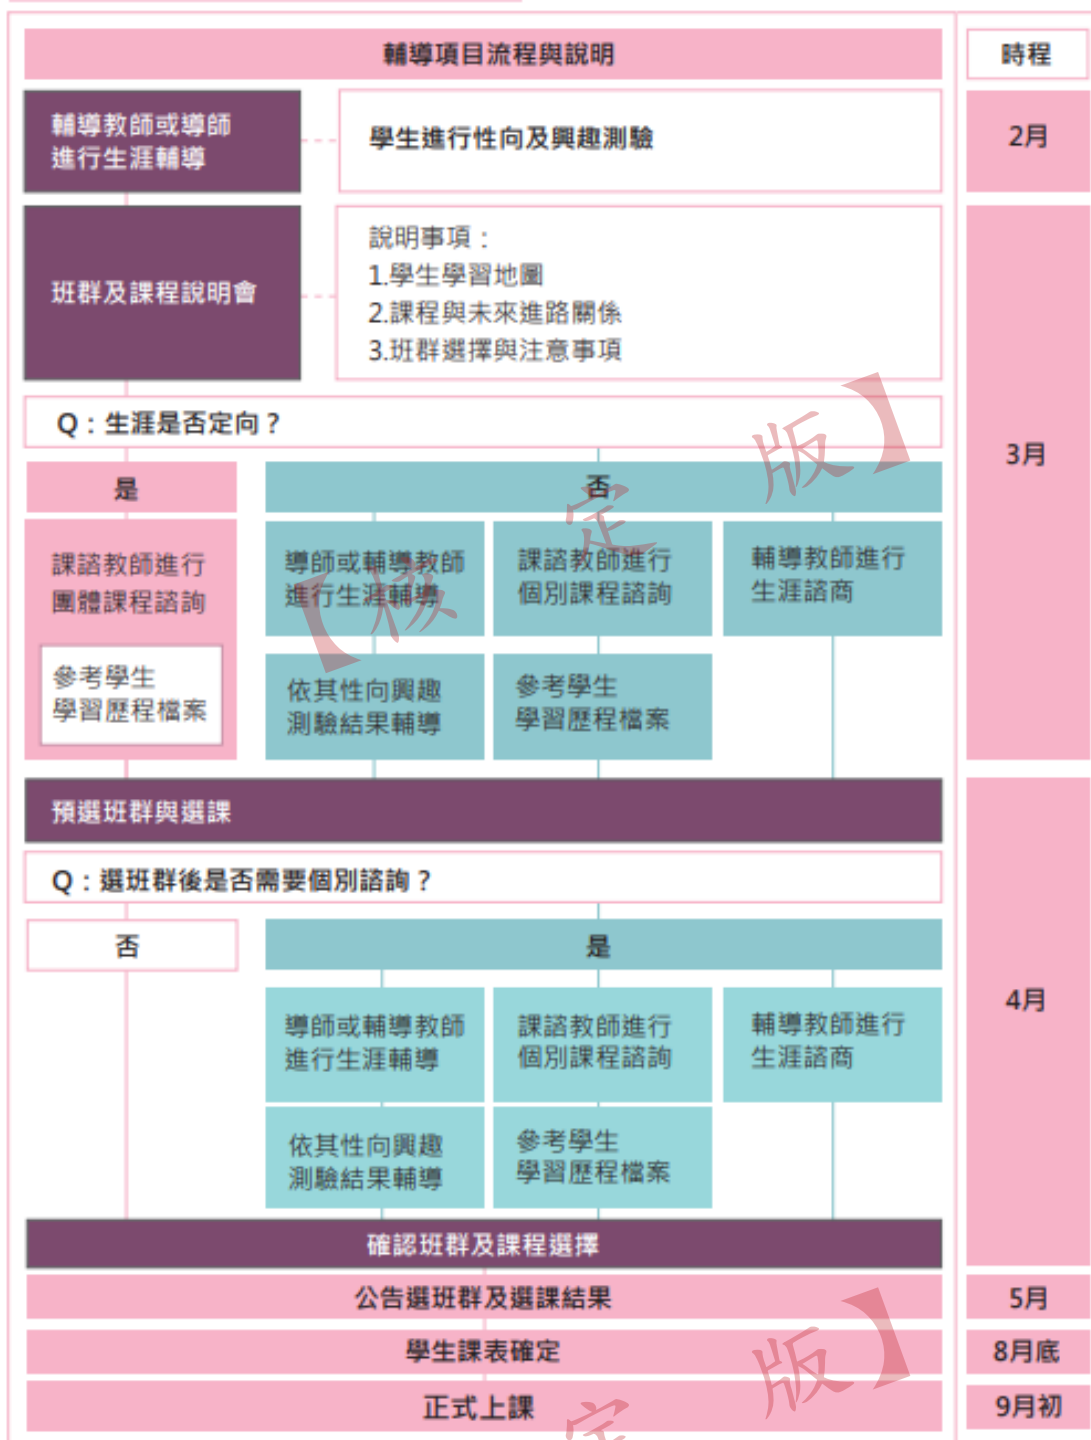 輔導項目流程與說明
時程
輔導教師或導師
進行生涯輔導
學生進行性向及興趣測驗
2月
班群及課程說明會
說明事項：
1.學生學習地圖
2.課程與未來進路關係
3.班群選擇與注意事項
3月
Q：生涯是否定向？
是
否
課諮教師進行
團體課程諮詢
參考學生
學習歷程檔案
導師或輔導教師
進行生涯輔導
依其性向興趣
測驗結果輔導
課諮教師進行
個別課程諮詢
參考學生
學習歷程檔案
輔導教師進行
生涯諮商
【核定版】
預選班群與選課
4月
Q：選班群後是否需要個別諮詢？
否
是
導師或輔導教師
進行生涯輔導
依其性向興趣
測驗結果輔導
課諮教師進行
個別課程諮詢
參考學生
學習歷程檔案
輔導教師進行
生涯諮商
確認班群及課程選擇
公告選班群及選課結果
5月
學生課表確定
8月底
正式上課
9月初
定版】